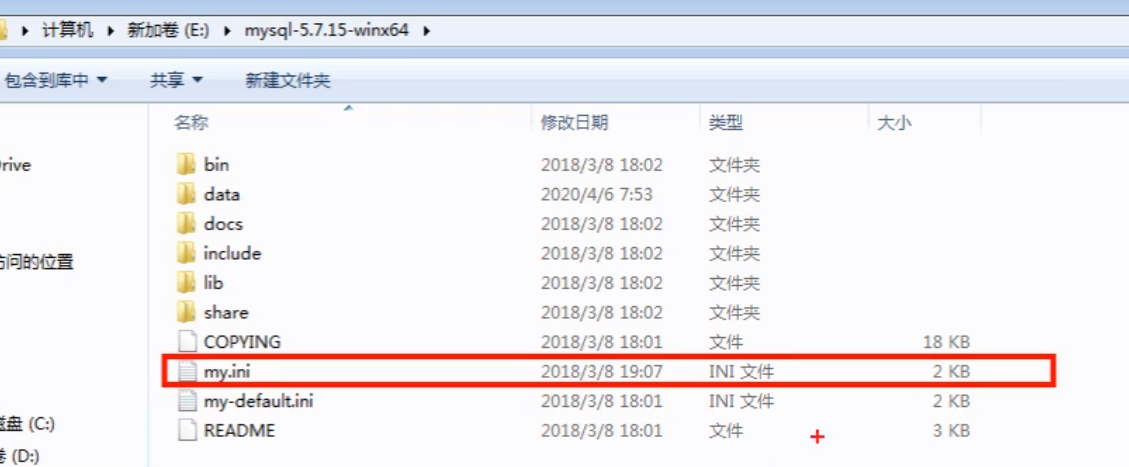 计算机 新加卷 (E:) mysql-5.7.15-winx64
包含到库中 共享 新建文件夹
名称 修改日期 类型 大小
bin 2018/3/8 18:02 文件夹
data 2020/4/6 7:53 文件夹
docs 2018/3/8 18:02 文件夹
include 2018/3/8 18:02 文件夹
lib 2018/3/8 18:02 文件夹
share 2018/3/8 18:02 文件夹
COPYING 2018/3/8 18:01 文件 18 KB
my.ini 2018/3/8 19:07 INI 文件 2 KB
my-default.ini 2018/3/8 18:01 INI 文件 2 KB
README 2018/3/8 18:01 文件 3 KB
rive
问的位置
盘 (C:)
(D:)